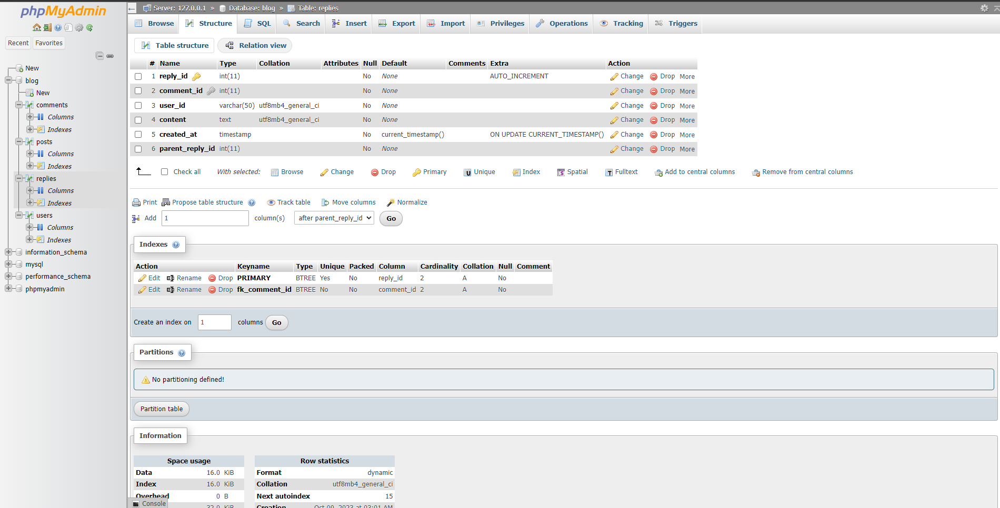 phpMyAdmin
Recent Favorites
New
blog
New
comments
Columns
Indexes
posts
Columns
Indexes
replies
Columns
Indexes
users
Columns
Indexes
information_schema
mysql
performance_schema
phpmyadmin
Server: 127.0.0.1 » Database: blog » Table: replies
Browse Structure SQL Search Insert Export Import Privileges Operations Tracking Triggers
Table structure Relation view
# Name Type Collation Attributes Null Default Comments Extra Action
1 reply_id int(11) No None AUTO_INCREMENT Change Drop More
2 comment_id int(11) No None Change Drop More
3 user_id varchar(50) utf8mb4_general_ci No None Change Drop More
4 content text utf8mb4_general_ci No None Change Drop More
5 created_at timestamp No current_timestamp() ON UPDATE CURRENT_TIMESTAMP() Change Drop More
6 parent_reply_id int(11) No None Change Drop More
Check all With selected: Browse Change Drop Primary Unique Index Spatial Fulltext Add to central columns Remove from central columns
Print Propose table structure Track table Move columns Normalize
Add 1 column(s) after parent_reply_id Go
Indexes
Action Keyname Type Unique Packed Column Cardinality Collation Null Comment
Edit Rename Drop PRIMARY BTREE Yes No reply_id 2 A No
Edit Rename Drop fk_comment_id BTREE No No comment_id 2 A No
Create an index on 1 columns Go
Partitions
No partitioning defined!
Partition table
Information
Space usage
Data 16.0 KiB
Index 16.0 KiB
Overhead 0 B
32.0 KiB
Row statistics
Format dynamic
Collation utf8mb4_general_ci
Next autoindex 15
Creation Oct 09, 2023 at 03:01 AM
Console